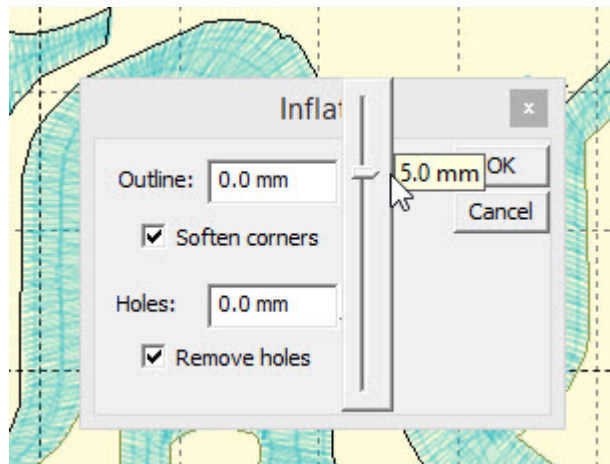 Inflat
x
Outline: 0.0 mm 5.0 mm OK
Soften corners Cancel
Holes: 0.0 mm
Remove holes